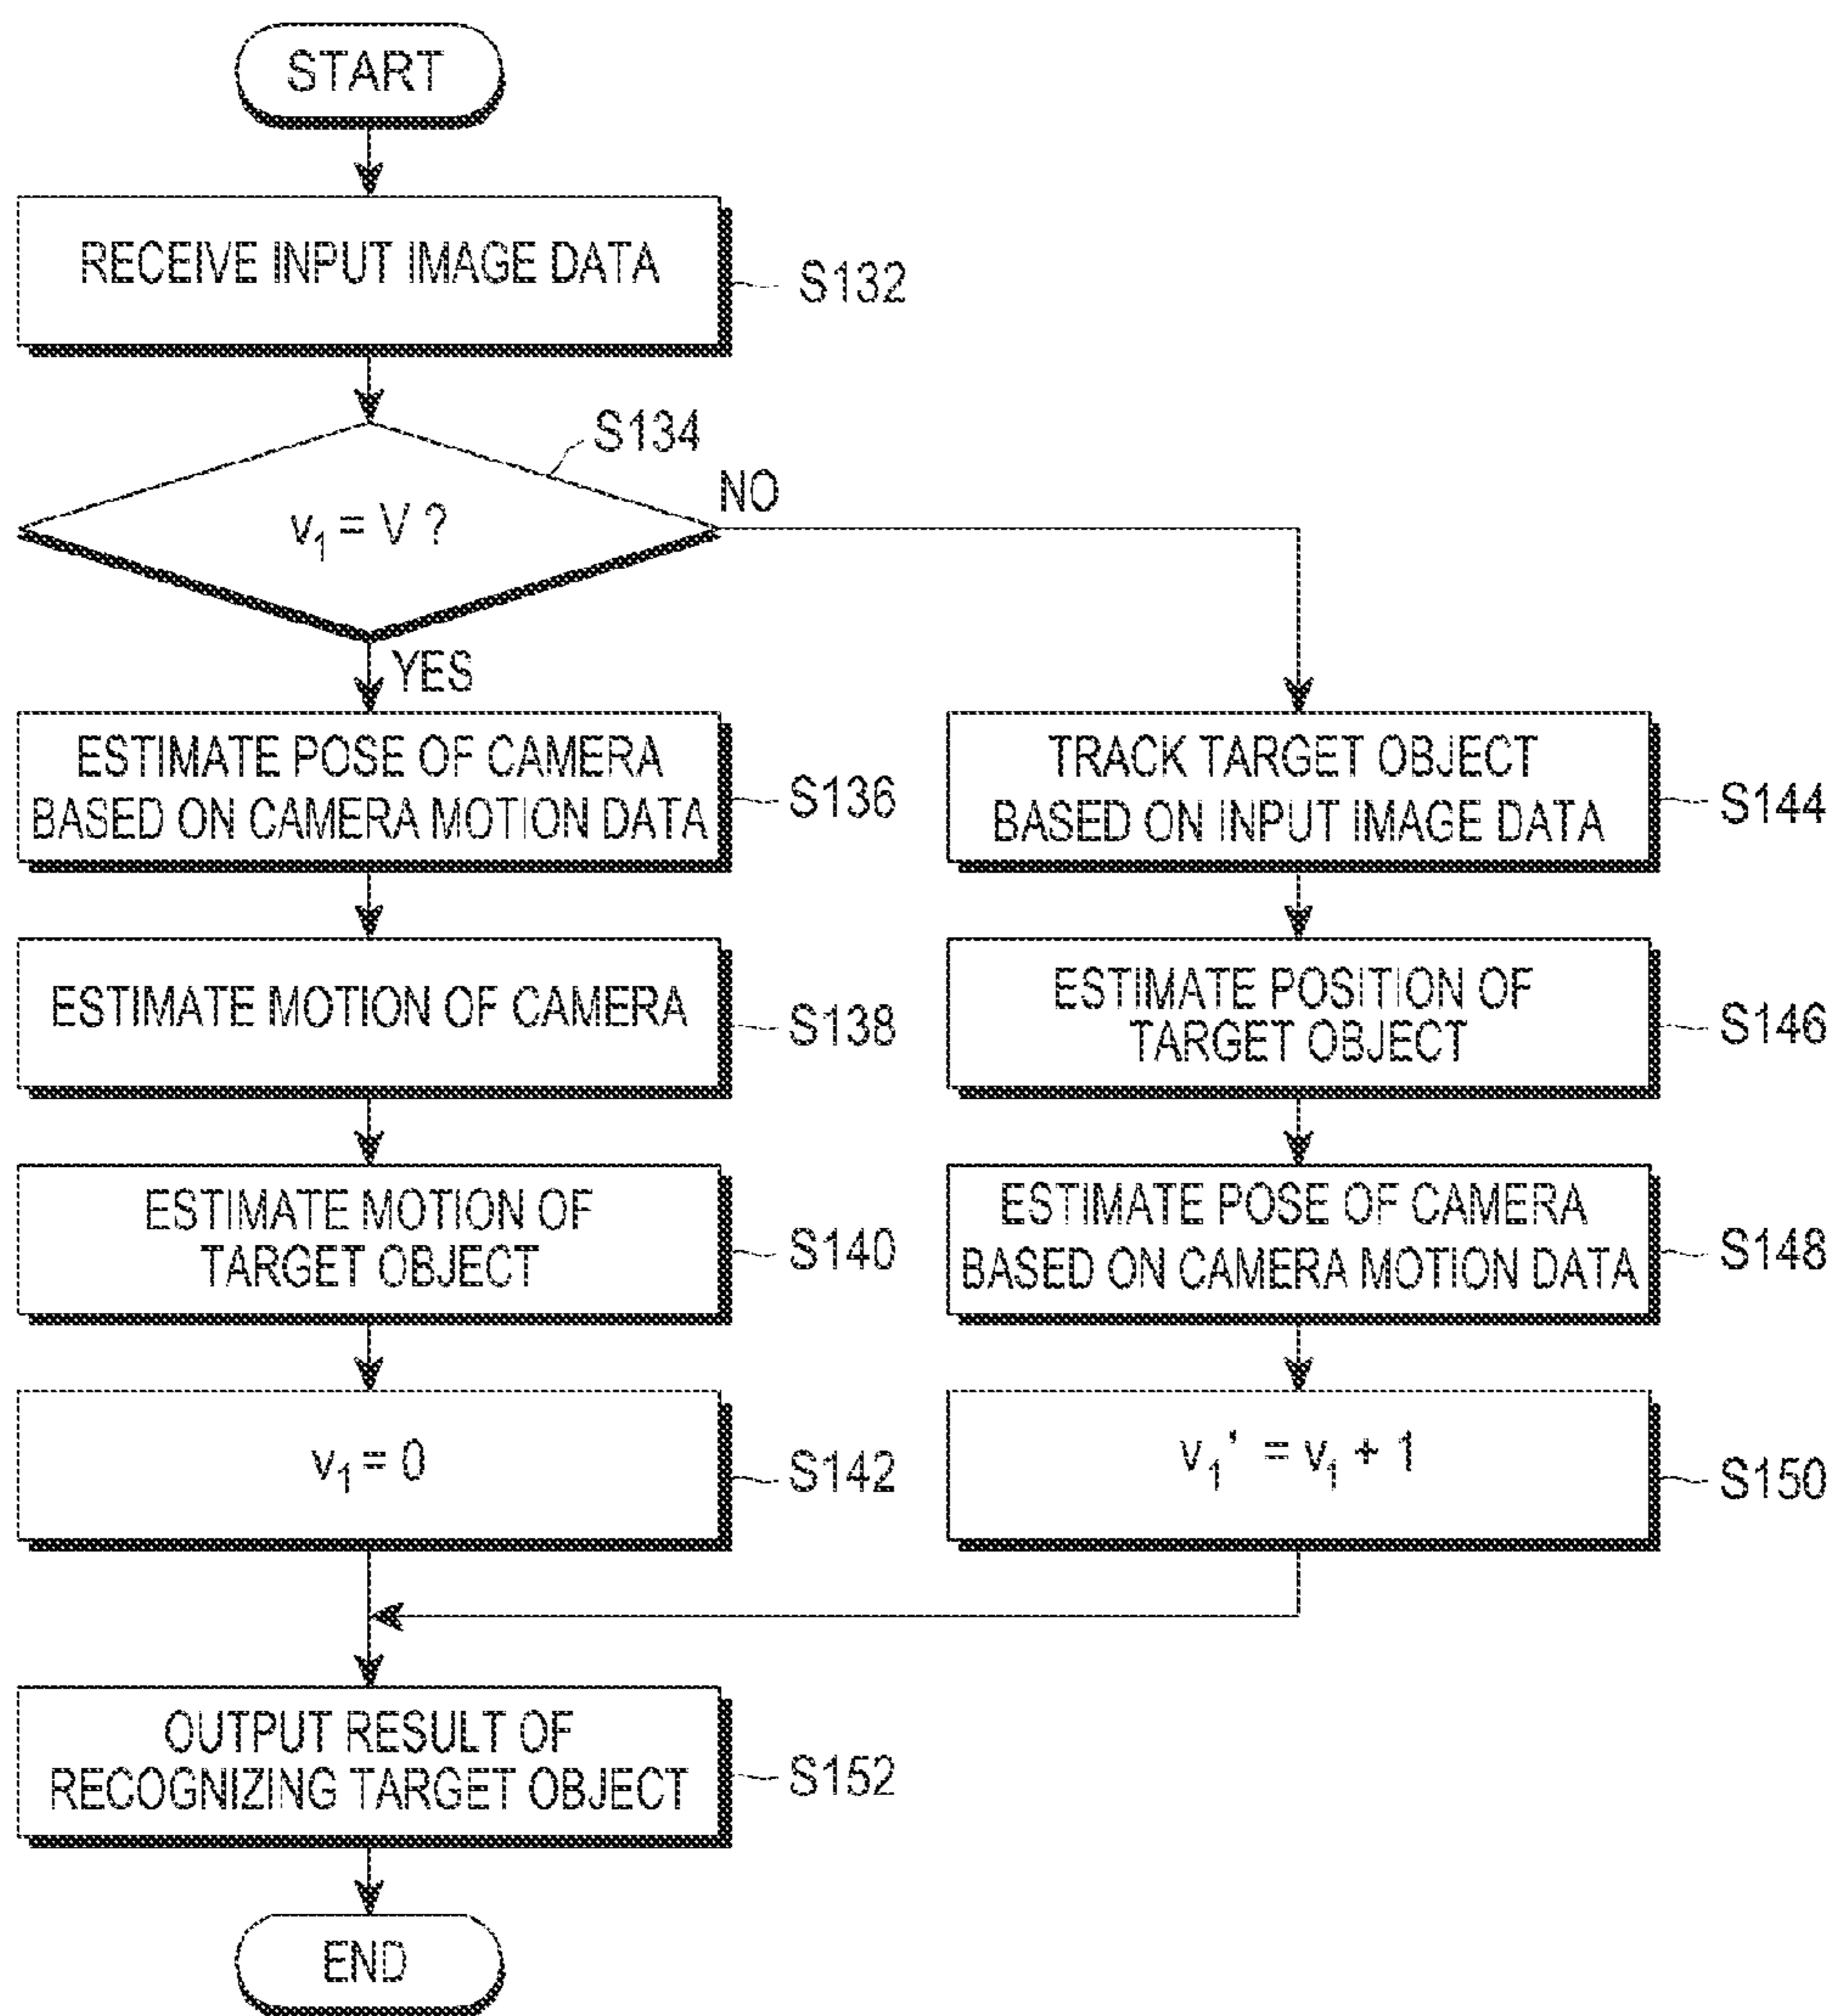 START
RECEIVE INPUT IMAGE DATA
S132
S134
v₁ = V ?
NO
YES
ESTIMATE POSE OF CAMERA
BASED ON CAMERA MOTION DATA
S136
ESTIMATE MOTION OF CAMERA
S138
ESTIMATE MOTION OF
TARGET OBJECT
S140
v₁ = 0
S142
TRACK TARGET OBJECT
BASED ON INPUT IMAGE DATA
S144
ESTIMATE POSITION OF
TARGET OBJECT
S146
ESTIMATE POSE OF CAMERA
BASED ON CAMERA MOTION DATA
S148
v₁' = v₁ + 1
S150
OUTPUT RESULT OF
RECOGNIZING TARGET OBJECT
S152
END